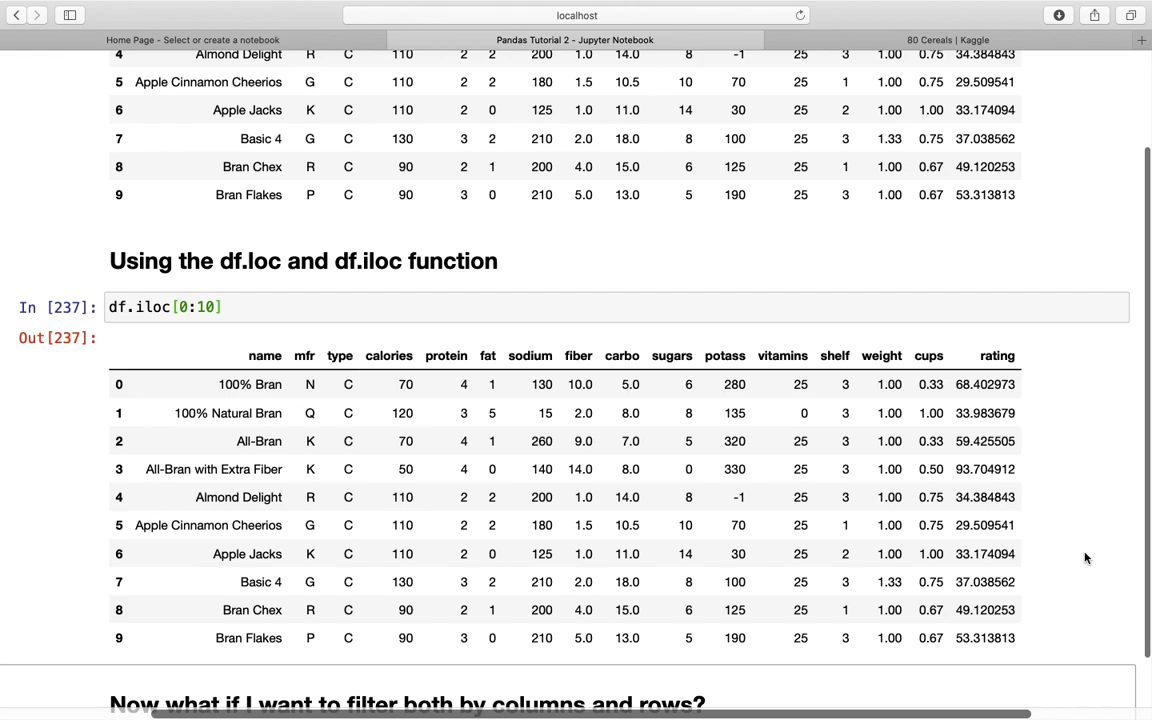 localhost
Home Page - Select or create a notebook
Pandas Tutorial 2 - Jupyter Notebook
80 Cereals | Kaggle
4 Almond Delight R C 110 2 2 200 1.0 14.0 8 -1 25 3 1.00 0.75 34.384843
5 Apple Cinnamon Cheerios G C 110 2 2 180 1.5 10.5 10 70 25 1 1.00 0.75 29.509541
6 Apple Jacks K C 110 2 0 125 1.0 11.0 14 30 25 2 1.00 1.00 33.174094
7 Basic 4 G C 130 3 2 210 2.0 18.0 8 100 25 3 1.33 0.75 37.038562
8 Bran Chex R C 90 2 1 200 4.0 15.0 6 125 25 1 1.00 0.67 49.120253
9 Bran Flakes P C 90 3 0 210 5.0 13.0 5 190 25 3 1.00 0.67 53.313813
Using the df.loc and df.iloc function
In [237]: df.iloc[0:10]
Out[237]:
name mfr type calories protein fat sodium fiber carbo sugars potass vitamins shelf weight cups rating
0 100% Bran N C 70 4 1 130 10.0 5.0 6 280 25 3 1.00 0.33 68.402973
1 100% Natural Bran Q C 120 3 5 15 2.0 8.0 8 135 0 3 1.00 1.00 33.983679
2 All-Bran K C 70 4 1 260 9.0 7.0 5 320 25 3 1.00 0.33 59.425505
3 All-Bran with Extra Fiber K C 50 4 0 140 14.0 8.0 0 330 25 3 1.00 0.50 93.704912
4 Almond Delight R C 110 2 2 200 1.0 14.0 8 -1 25 3 1.00 0.75 34.384843
5 Apple Cinnamon Cheerios G C 110 2 2 180 1.5 10.5 10 70 25 1 1.00 0.75 29.509541
6 Apple Jacks K C 110 2 0 125 1.0 11.0 14 30 25 2 1.00 1.00 33.174094
7 Basic 4 G C 130 3 2 210 2.0 18.0 8 100 25 3 1.33 0.75 37.038562
8 Bran Chex R C 90 2 1 200 4.0 15.0 6 125 25 1 1.00 0.67 49.120253
9 Bran Flakes P C 90 3 0 210 5.0 13.0 5 190 25 3 1.00 0.67 53.313813
Now what if I want to filter both by columns and rows?